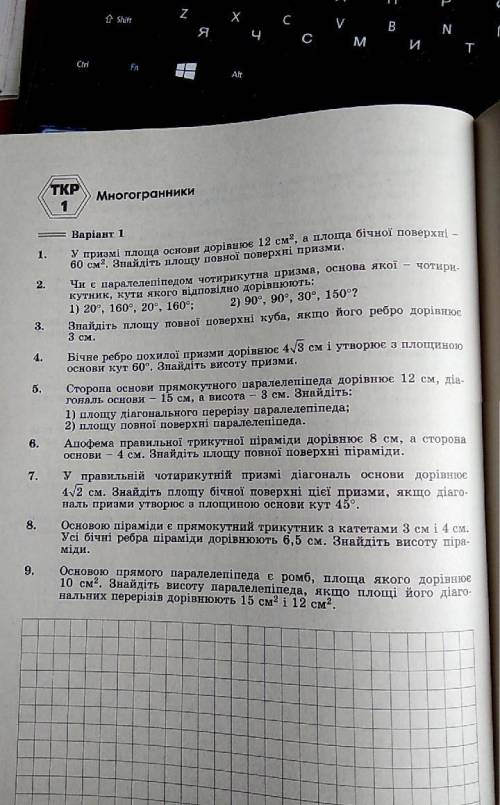 ⇧ Shift Z X C V B N
Я Ч С М И Т
Ctrl Fn Alt
ТКР
1
Многогранники
Варіант 1
1. У призмі площа основи дорівнює 12 см², а площа бічної поверхні –
60 см². Знайдіть площу повної поверхні призми.
2. Чи є паралелепіпедом чотирикутна призма, основа якої – чотири-
кутник, кути якого відповідно дорівнюють:
1) 20°, 160°, 20°, 160°; 2) 90°, 90°, 30°, 150°?
3. Знайдіть площу повної поверхні куба, якщо його ребро дорівнює
3 см.
4. Бічне ребро похилої призми дорівнює 4√3 см і утворює з площиною
основи кут 60°. Знайдіть висоту призми.
5. Сторона основи прямокутного паралелепіпеда дорівнює 12 см, діа-
гональ основи – 15 см, а висота – 3 см. Знайдіть:
1) площу діагонального перерізу паралелепіпеда;
2) площу повної поверхні паралелепіпеда.
6. Апофема правильної трикутної піраміди дорівнює 8 см, а сторона
основи – 4 см. Знайдіть площу повної поверхні піраміди.
7. У правильній чотирикутній призмі діагональ основи дорівнює
4√2 см. Знайдіть площу бічної поверхні цієї призми, якщо діаго-
наль призми утворює з площиною основи кут 45°.
8. Основою піраміди є прямокутний трикутник з катетами 3 см і 4 см.
Усі бічні ребра піраміди дорівнюють 6,5 см. Знайдіть висоту піра-
міди.
9. Основою прямого паралелепіпеда є ромб, площа якого дорівнює
10 см². Знайдіть висоту паралелепіпеда, якщо площі його діаго-
нальних перерізів дорівнюють 15 см² і 12 см².